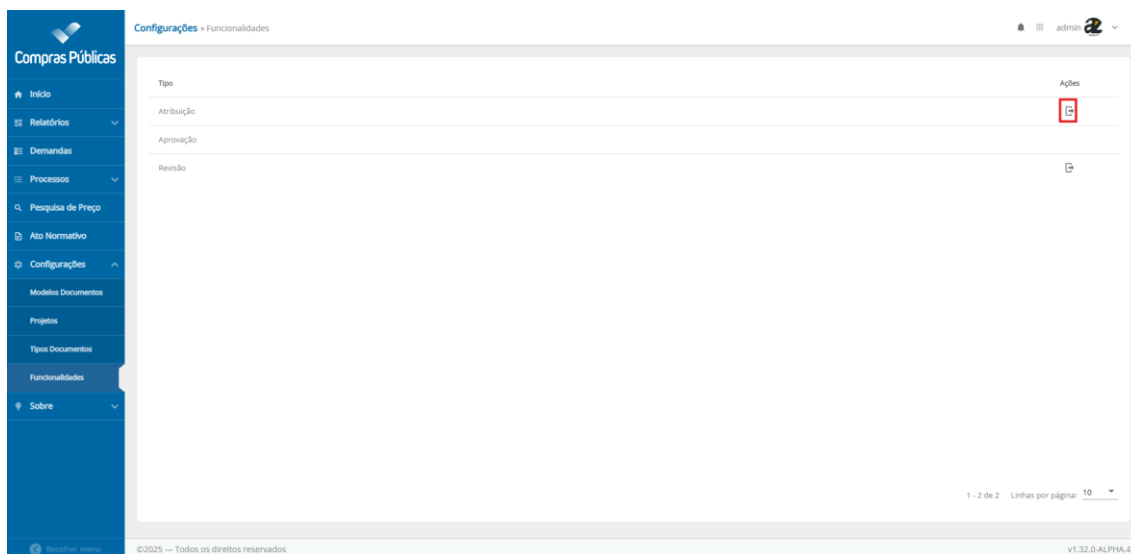 Compras Públicas
Início
Relatórios
Demandas
Processos
Pesquisa de Preço
Ato Normativo
Configurações
Modelos Documentos
Projetos
Tipos Documentos
Funcionalidades
Sobre
Recolher menu
Configurações » Funcionalidades
admin
Tipo Ações
Atribuição
Aprovação
Revisão
1 - 2 de 2 Linhas por página: 10
©2025 — Todos os direitos reservados
v1.32.0-ALPHA.4